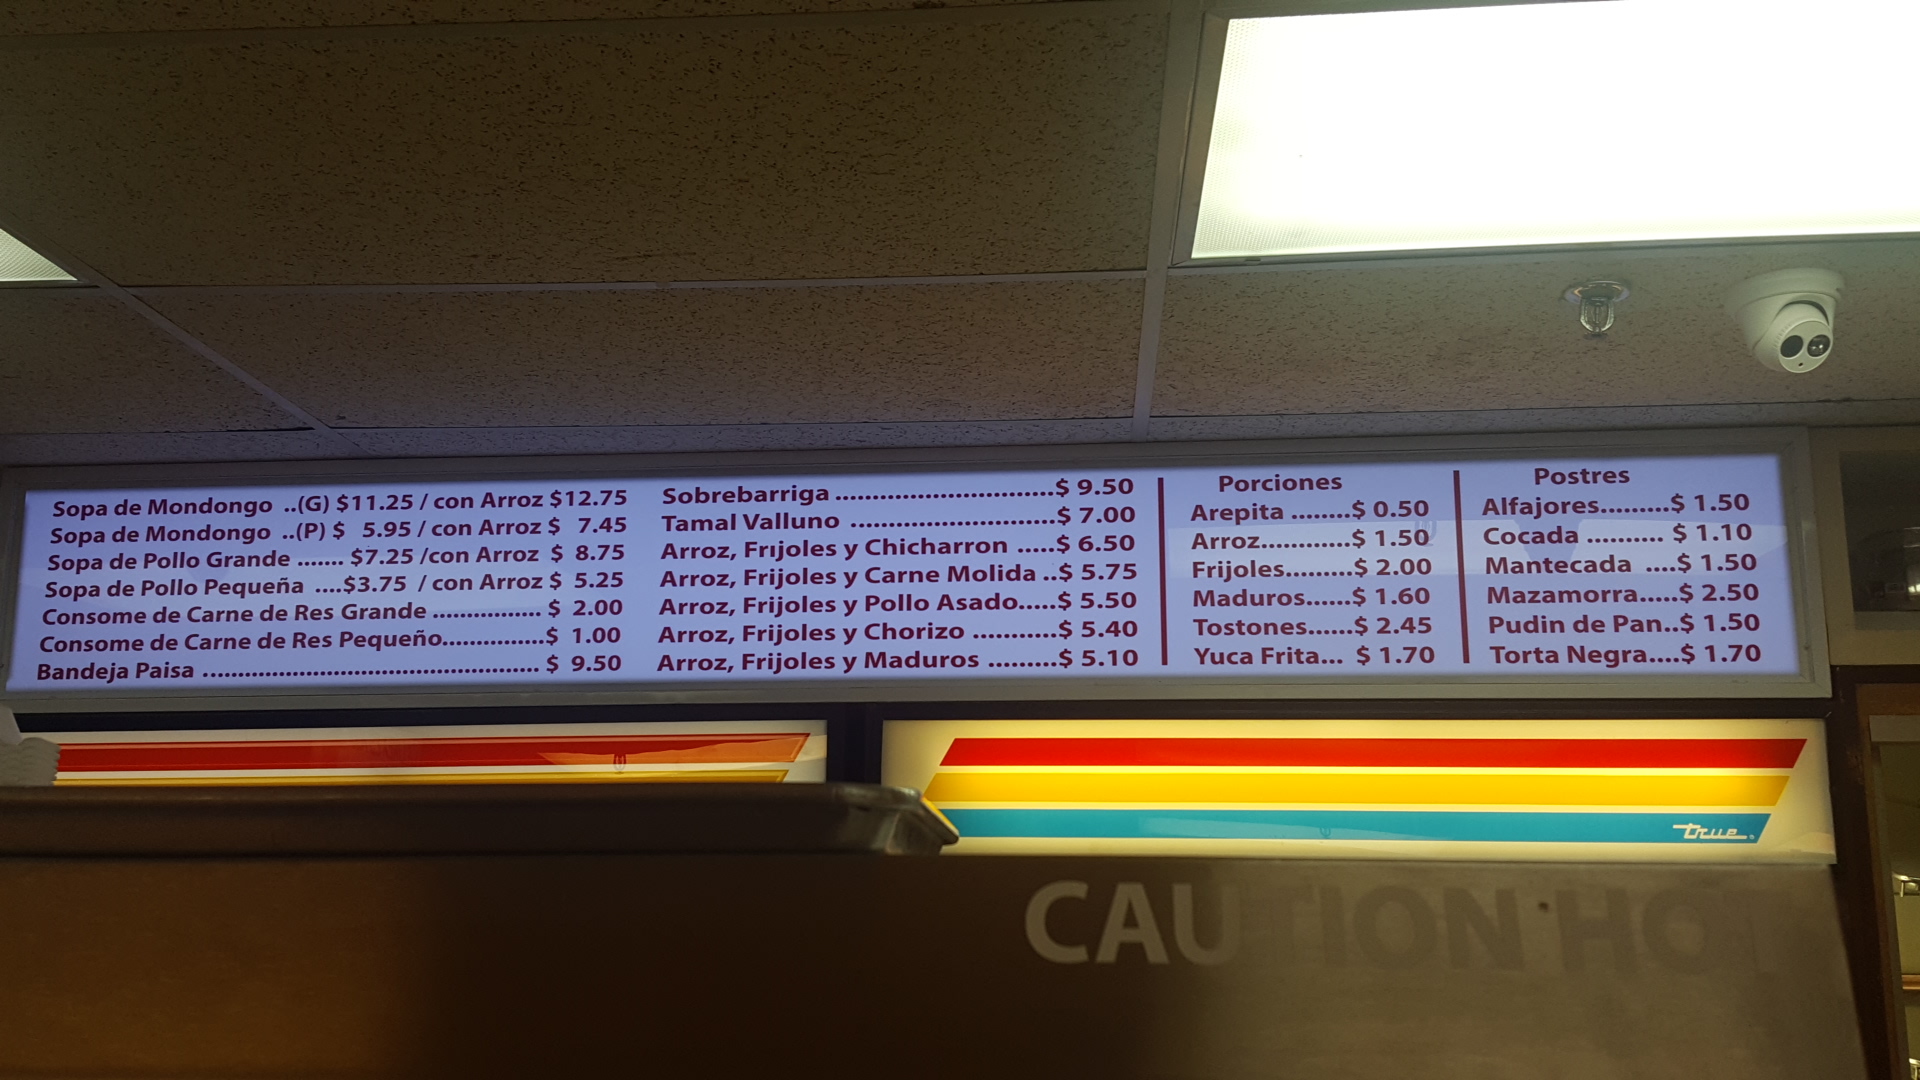 Sopa de Mondongo ..(G) $11.25 / con Arroz $12.75
Sopa de Mondongo ..(P) $ 5.95 / con Arroz $ 7.45
Sopa de Pollo Grande ....... $7.25 /con Arroz $ 8.75
Sopa de Pollo Pequeña ....$3.75 / con Arroz $ 5.25
Consome de Carne de Res Grande ............... $ 2.00
Consome de Carne de Res Pequeño..............$ 1.00
Bandeja Paisa ............................................... $ 9.50
Sobrebarriga .............................$ 9.50
Tamal Valluno ...........................$ 7.00
Arroz, Frijoles y Chicharron .....$ 6.50
Arroz, Frijoles y Carne Molida ..$ 5.75
Arroz, Frijoles y Pollo Asado.....$ 5.50
Arroz, Frijoles y Chorizo ...........$ 5.40
Arroz, Frijoles y Maduros .........$ 5.10
Porciones
Arepita ........$ 0.50
Arroz............$ 1.50
Frijoles.........$ 2.00
Maduros......$ 1.60
Tostones......$ 2.45
Yuca Frita... $ 1.70
Postres
Alfajores.........$ 1.50
Cocada .......... $ 1.10
Mantecada ....$ 1.50
Mazamorra.....$ 2.50
Pudin de Pan..$ 1.50
Torta Negra....$ 1.70
true
CAUTION HOT